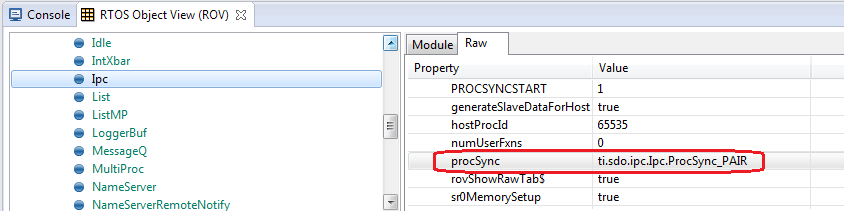 Console RTOS Object View (ROV)
Idle
IntXbar
Ipc
List
ListMP
LoggerBuf
MessageQ
MultiProc
NameServer
NameServerRemoteNotify
Module Raw
Property Value
PROCSYNCSTART 1
generateSlaveDataForHost true
hostProcId 65535
numUserFxns 0
procSync ti.sdo.ipc.Ipc.ProcSync_PAIR
rovShowRawTab$ true
sr0MemorySetup true